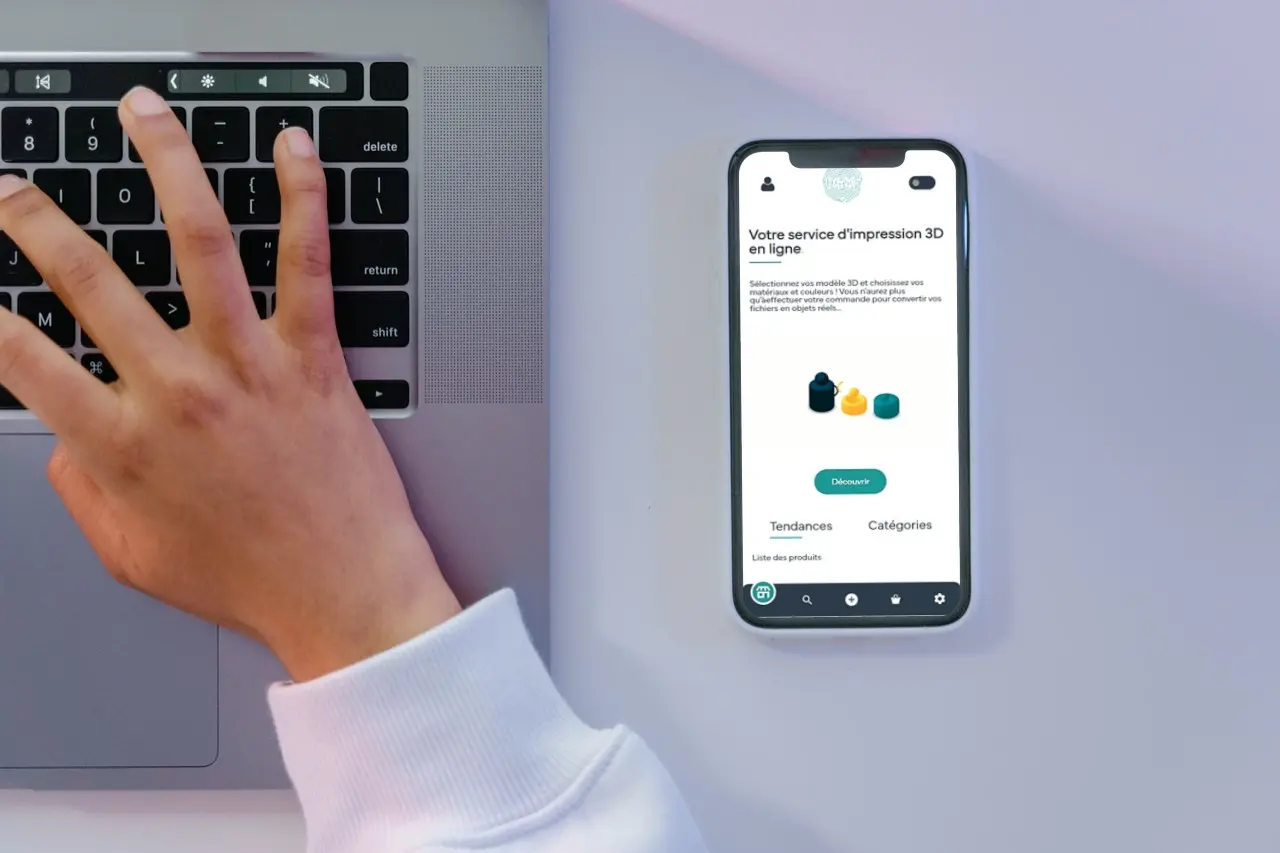 * ( — +
8 9 - delete
I O { |
[ \
J L " return
'
M > shift
⌘
Votre service d'impression 3D
en ligne
Sélectionnez vos modèle 3D et choisissez vos
matériaux et couleurs ! Vous n'aurez plus
qu'àeffectuer votre commande pour convertir vos
fichiers en objets réels...
Découvrir
Tendances Catégories
Liste des produits